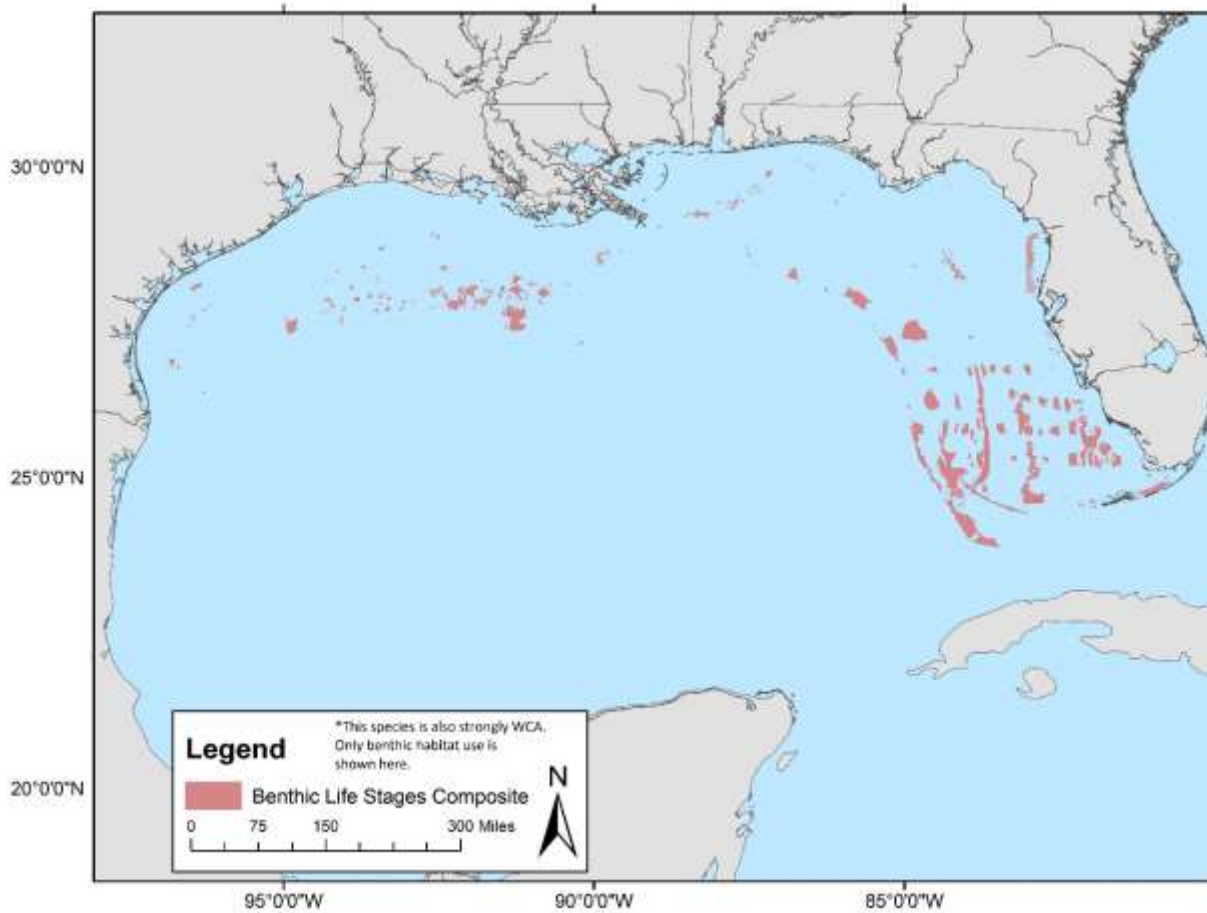 30°0'0"N
25°0'0"N
20°0'0"N
*This species is also strongly WCA.
Only benthic habitat use is
shown here.
Legend
N
Benthic Life Stages Composite
0 75 150 300 Miles
95°0'0"W 90°0'0"W 85°0'0"W